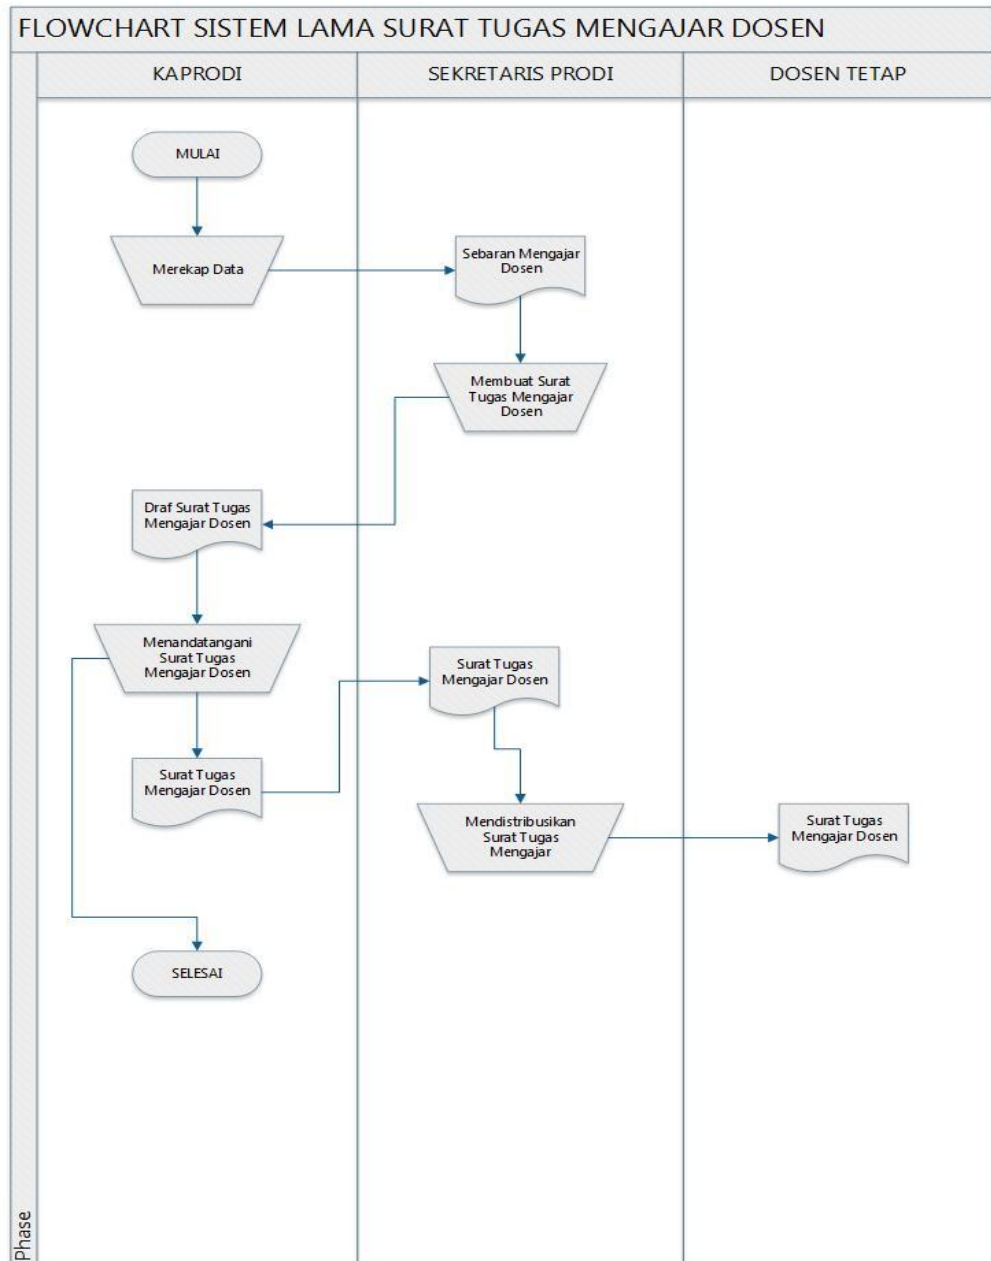 FLOWCHART SISTEM LAMA SURAT TUGAS MENGAJAR DOSEN
KAPRODI
SEKRETARIS PRODI
DOSEN TETAP
MULAI
Merekap Data
Sebaran Mengajar
Dosen
Membuat Surat
Tugas Mengajar
Dosen
Draf Surat Tugas
Mengajar Dosen
Menandatangani
Surat Tugas
Mengajar Dosen
Surat Tugas
Mengajar Dosen
Surat Tugas
Mengajar Dosen
Mendistribusikan
Surat Tugas
Mengajar
Surat Tugas
Mengajar Dosen
SELESAI
Phase